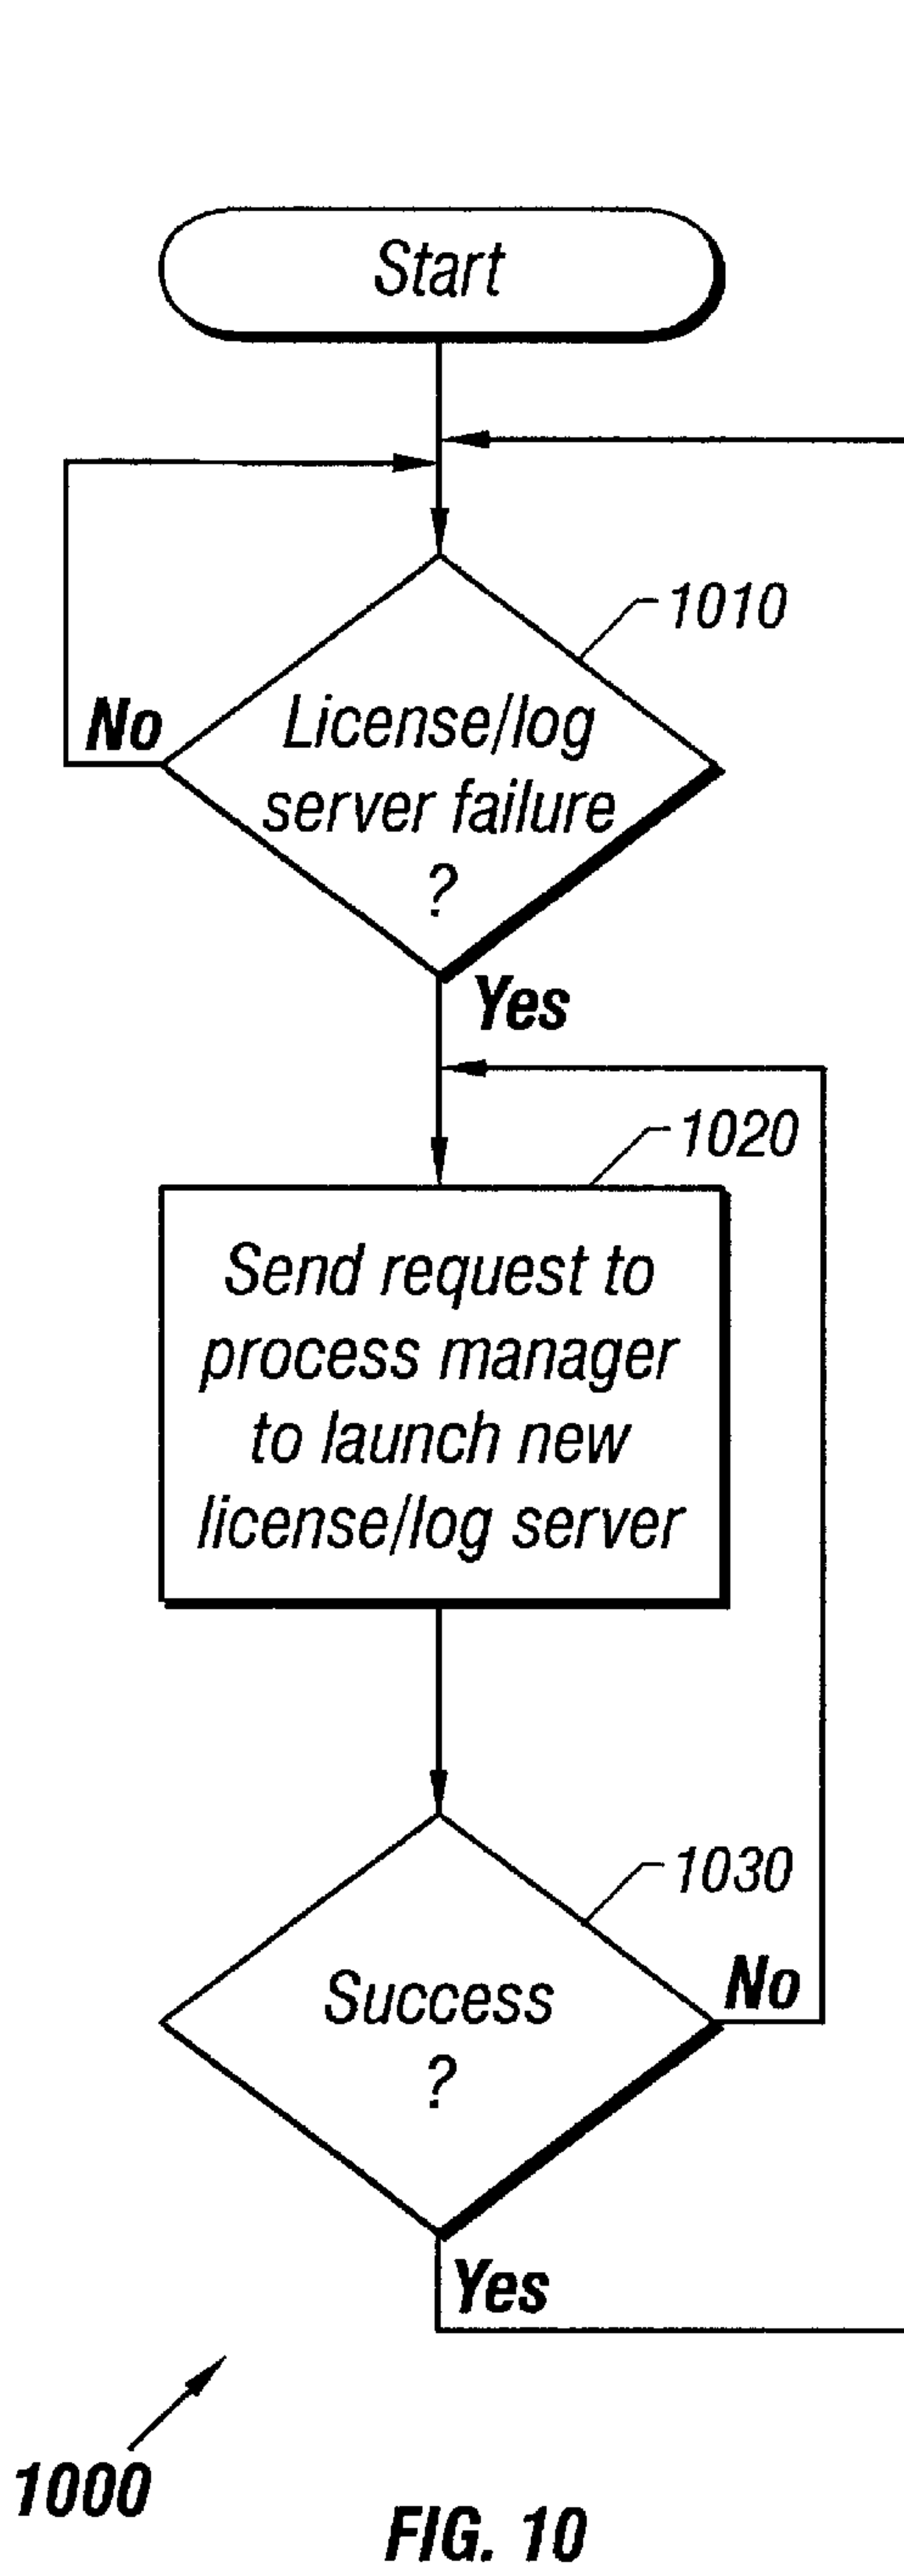 Start
1010
License/log
server failure
?
No
Yes
1020
Send request to
process manager
to launch new
license/log server
1030
Success
?
No
Yes
1000
FIG. 10